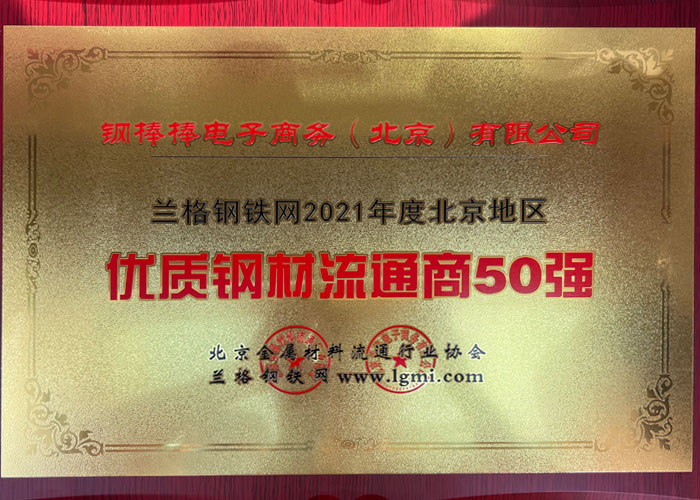 钢棒棒电子商务（北京）有限公司
兰格钢铁网2021年度北京地区
优质钢材流通商50强
北京金属材料流通行业协会
兰格钢铁网 www.lgmi.com